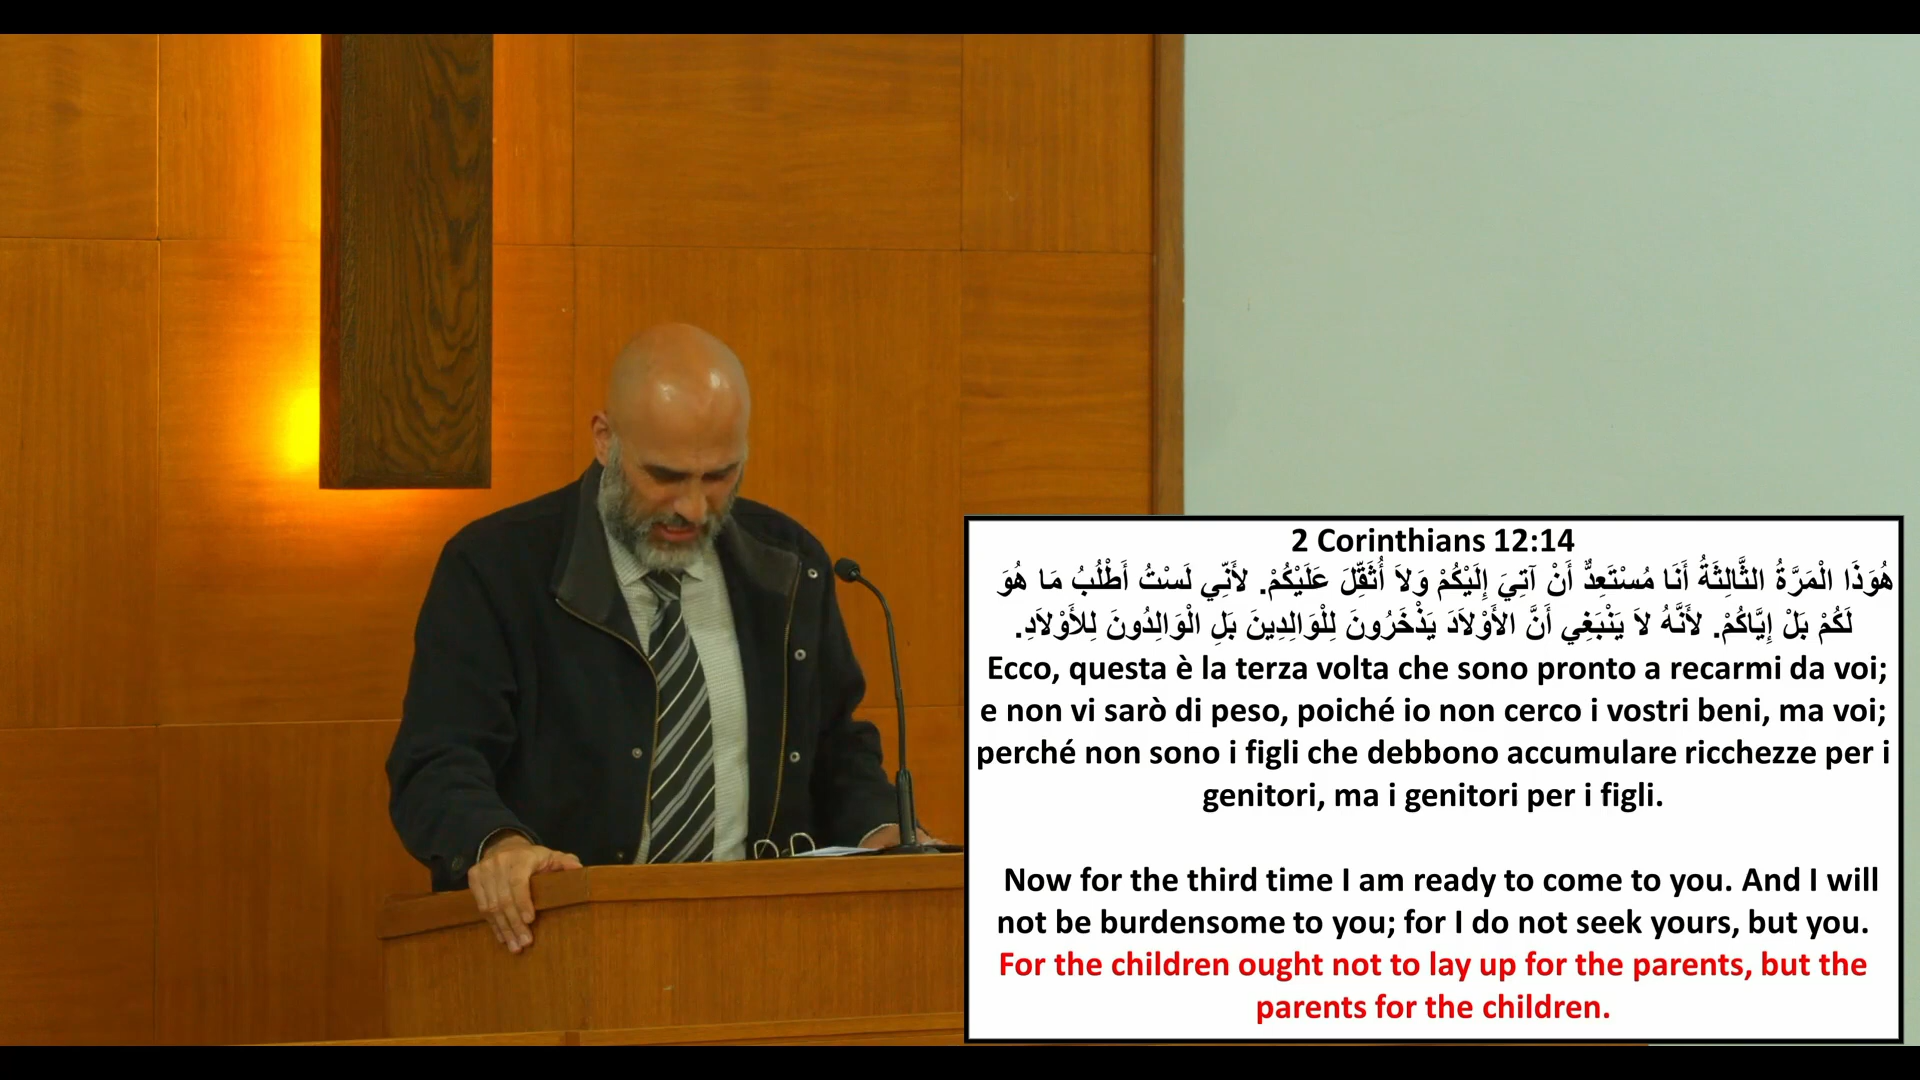 2 Corinthians 12:14
هُوَذَا الْمَرَّةُ الثَّالِثَةُ أَنَا مُسْتَعِدٌّ أَنْ آتِيَ إِلَيْكُمْ وَلاَ أُثَقِّلَ عَلَيْكُمْ. لأَنِّي لَسْتُ أَطْلُبُ مَا هُوَ
لَكُمْ بَلْ إِيَّاكُمْ. لأَنَّهُ لاَ يَنْبَغِي أَنَّ الأَوْلاَدَ يَذْخَرُونَ لِلْوَالِدِينَ بَلِ الْوَالِدُونَ لِلأَوْلاَدِ.
Ecco, questa è la terza volta che sono pronto a recarmi da voi;
e non vi sarò di peso, poiché io non cerco i vostri beni, ma voi;
perché non sono i figli che debbono accumulare ricchezze per i
genitori, ma i genitori per i figli.
Now for the third time I am ready to come to you. And I will
not be burdensome to you; for I do not seek yours, but you.
For the children ought not to lay up for the parents, but the
parents for the children.